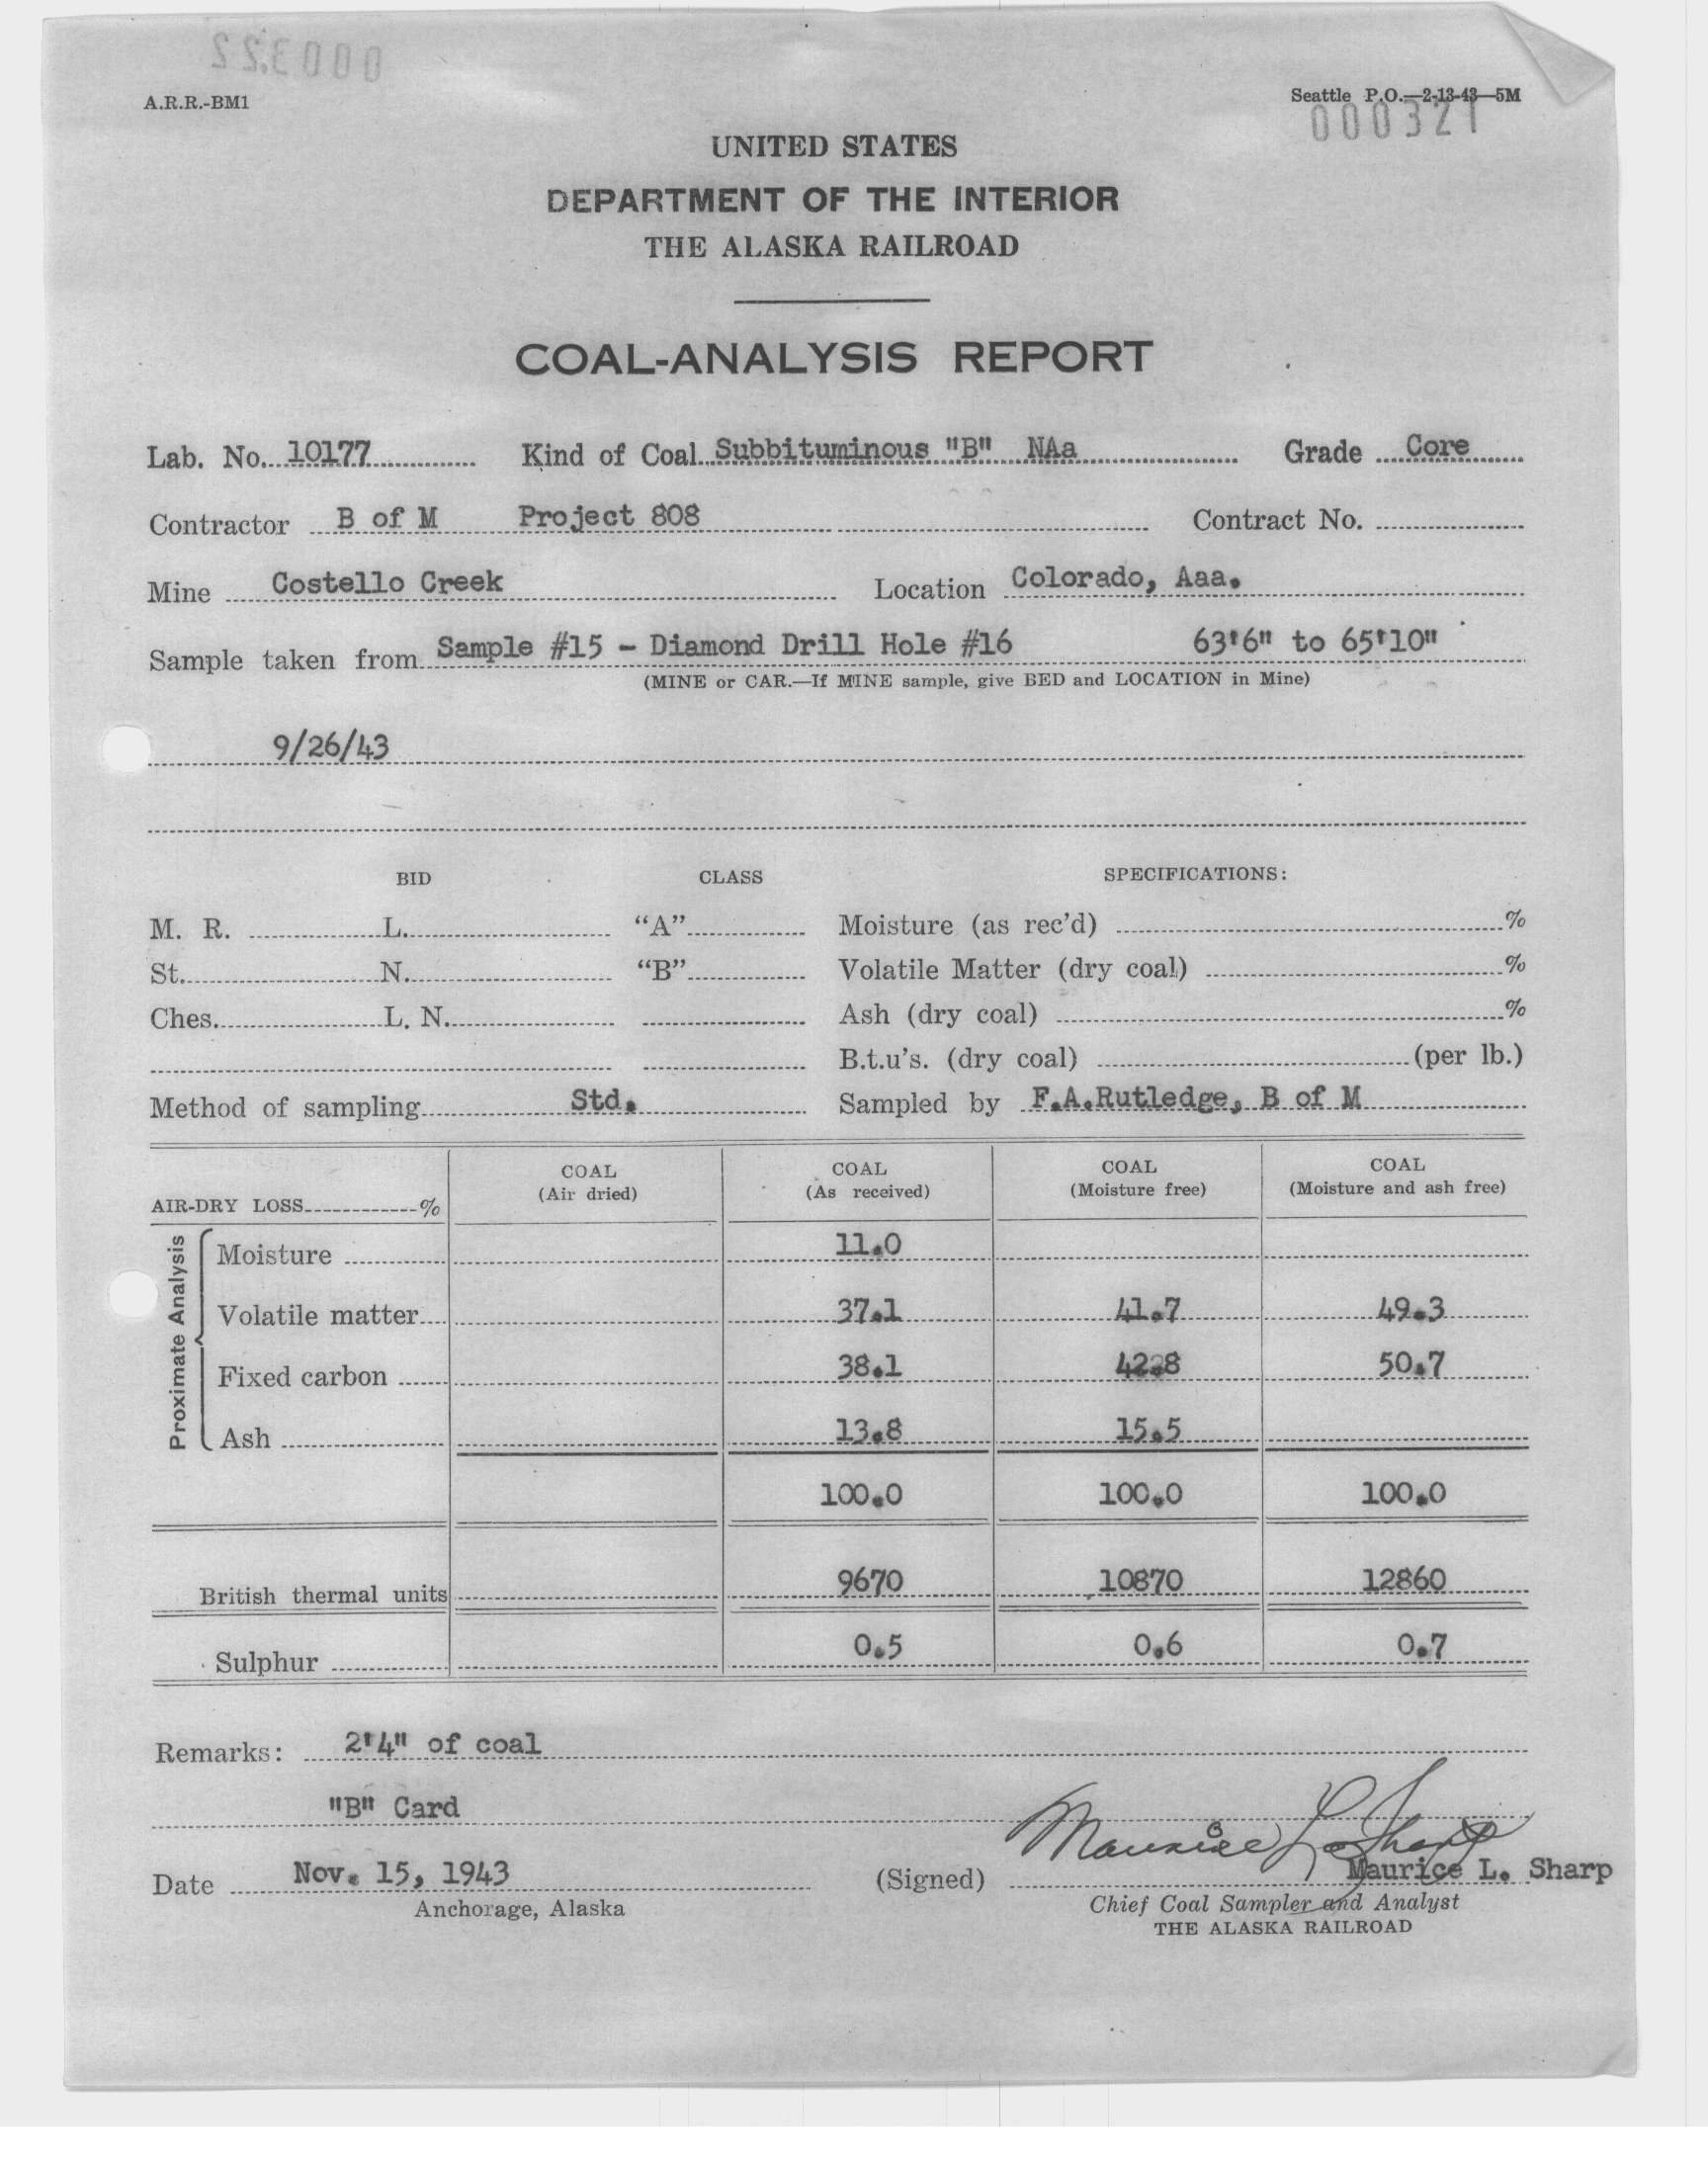 000322
A.R.R.-BM1
Seattle P.O.—2-13-43—5M
000321
UNITED STATES
DEPARTMENT OF THE INTERIOR
THE ALASKA RAILROAD
COAL-ANALYSIS REPORT
Lab. No. 10177 Kind of Coal Subbituminous "B" NAa Grade Core
Contractor B of M Project 808 Contract No.
Mine Costello Creek Location Colorado, Aaa.
Sample taken from Sample #15 - Diamond Drill Hole #16 63'6" to 65'10"
(MINE or CAR.—If MINE sample, give BED and LOCATION in Mine)
9/26/43
BID CLASS SPECIFICATIONS:
M. R. L. "A" Moisture (as rec'd) %
St. N. "B" Volatile Matter (dry coal) %
Ches. L. N. Ash (dry coal) %
B.t.u's. (dry coal) (per lb.)
Method of sampling Std. Sampled by F.A.Rutledge, B of M
AIR-DRY LOSS % COAL (Air dried) COAL (As received) COAL (Moisture free) COAL (Moisture and ash free)
Proximate Analysis
Moisture 11.0
Volatile matter 37.1 41.7 49.3
Fixed carbon 38.1 42.8 50.7
Ash 13.8 15.5
100.0 100.0 100.0
British thermal units 9670 10870 12860
Sulphur 0.5 0.6 0.7
Remarks: 2'4" of coal
"B" Card
Maurice L. Sharp
Date Nov. 15, 1943 (Signed) Maurice L. Sharp
Anchorage, Alaska Chief Coal Sampler and Analyst
THE ALASKA RAILROAD